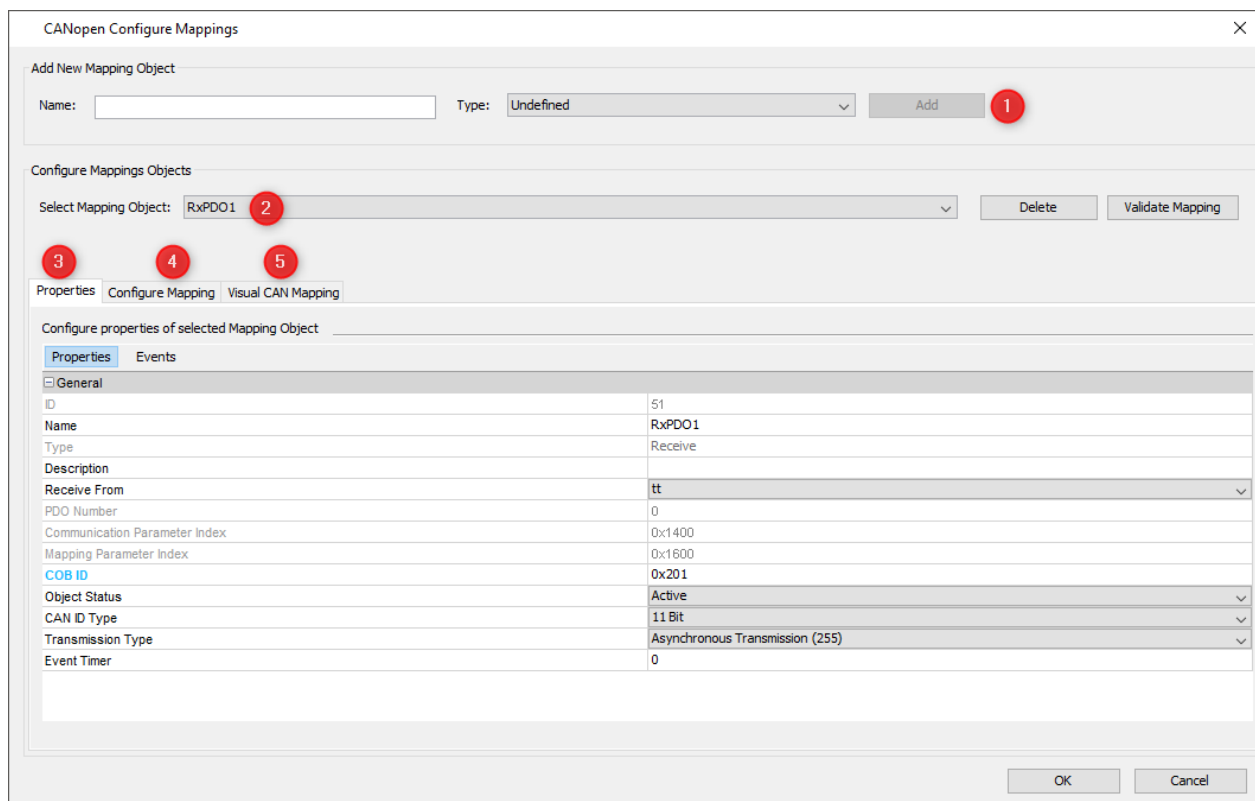 CANopen Configure Mappings
Add New Mapping Object
Name: Type: Undefined Add 1
Configure Mappings Objects
Select Mapping Object: RxPDO1 2 Delete Validate Mapping
3 4 5
Properties Configure Mapping Visual CAN Mapping
Configure properties of selected Mapping Object
Properties Events
General
ID 51
Name RxPDO1
Type Receive
Description
Receive From tt
PDO Number 0
Communication Parameter Index 0x1400
Mapping Parameter Index 0x1600
COB ID 0x201
Object Status Active
CAN ID Type 11 Bit
Transmission Type Asynchronous Transmission (255)
Event Timer 0
OK Cancel